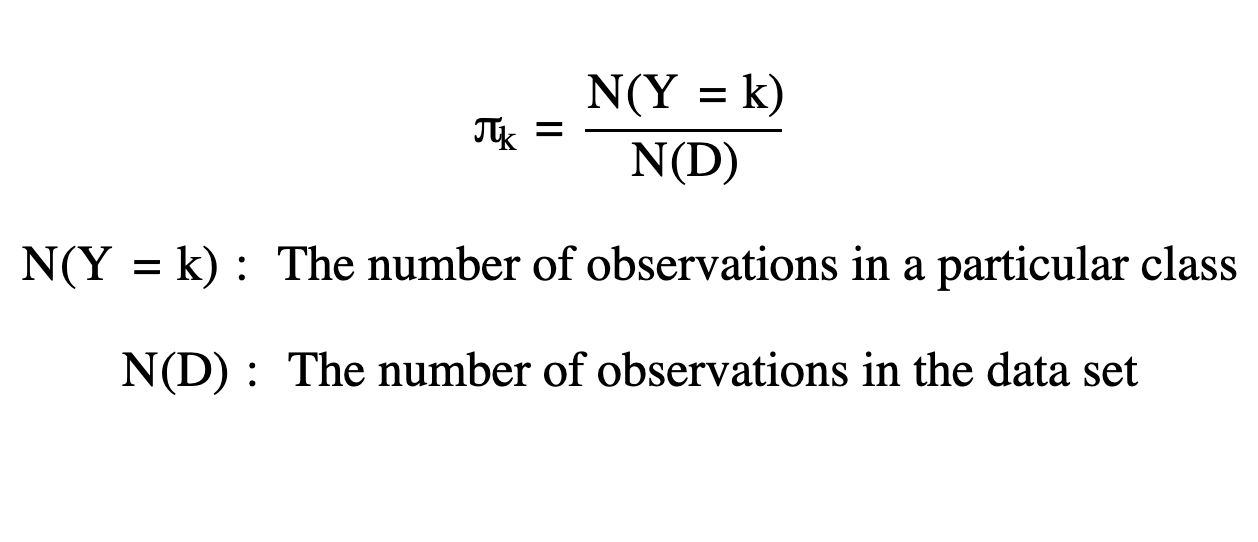 πk = N(Y = k) / N(D)
N(Y = k) : The number of observations in a particular class
N(D) : The number of observations in the data set